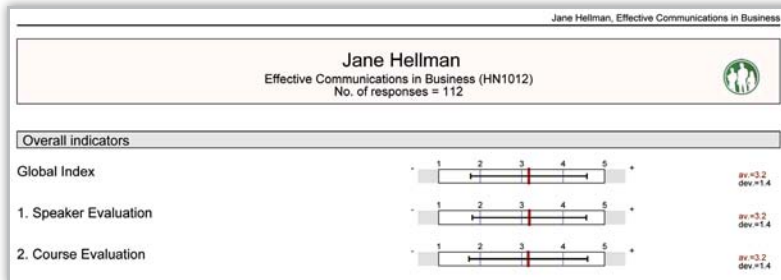 Jane Hellman, Effective Communications in Business
Jane Hellman
Effective Communications in Business (HN1012)
No. of responses = 112
Overall indicators
Global Index
- 1 2 3 4 5 +
av.=3.2
dev.=1.4
1. Speaker Evaluation
- 1 2 3 4 5 +
av.=3.2
dev.=1.4
2. Course Evaluation
- 1 2 3 4 5 +
av.=3.2
dev.=1.4